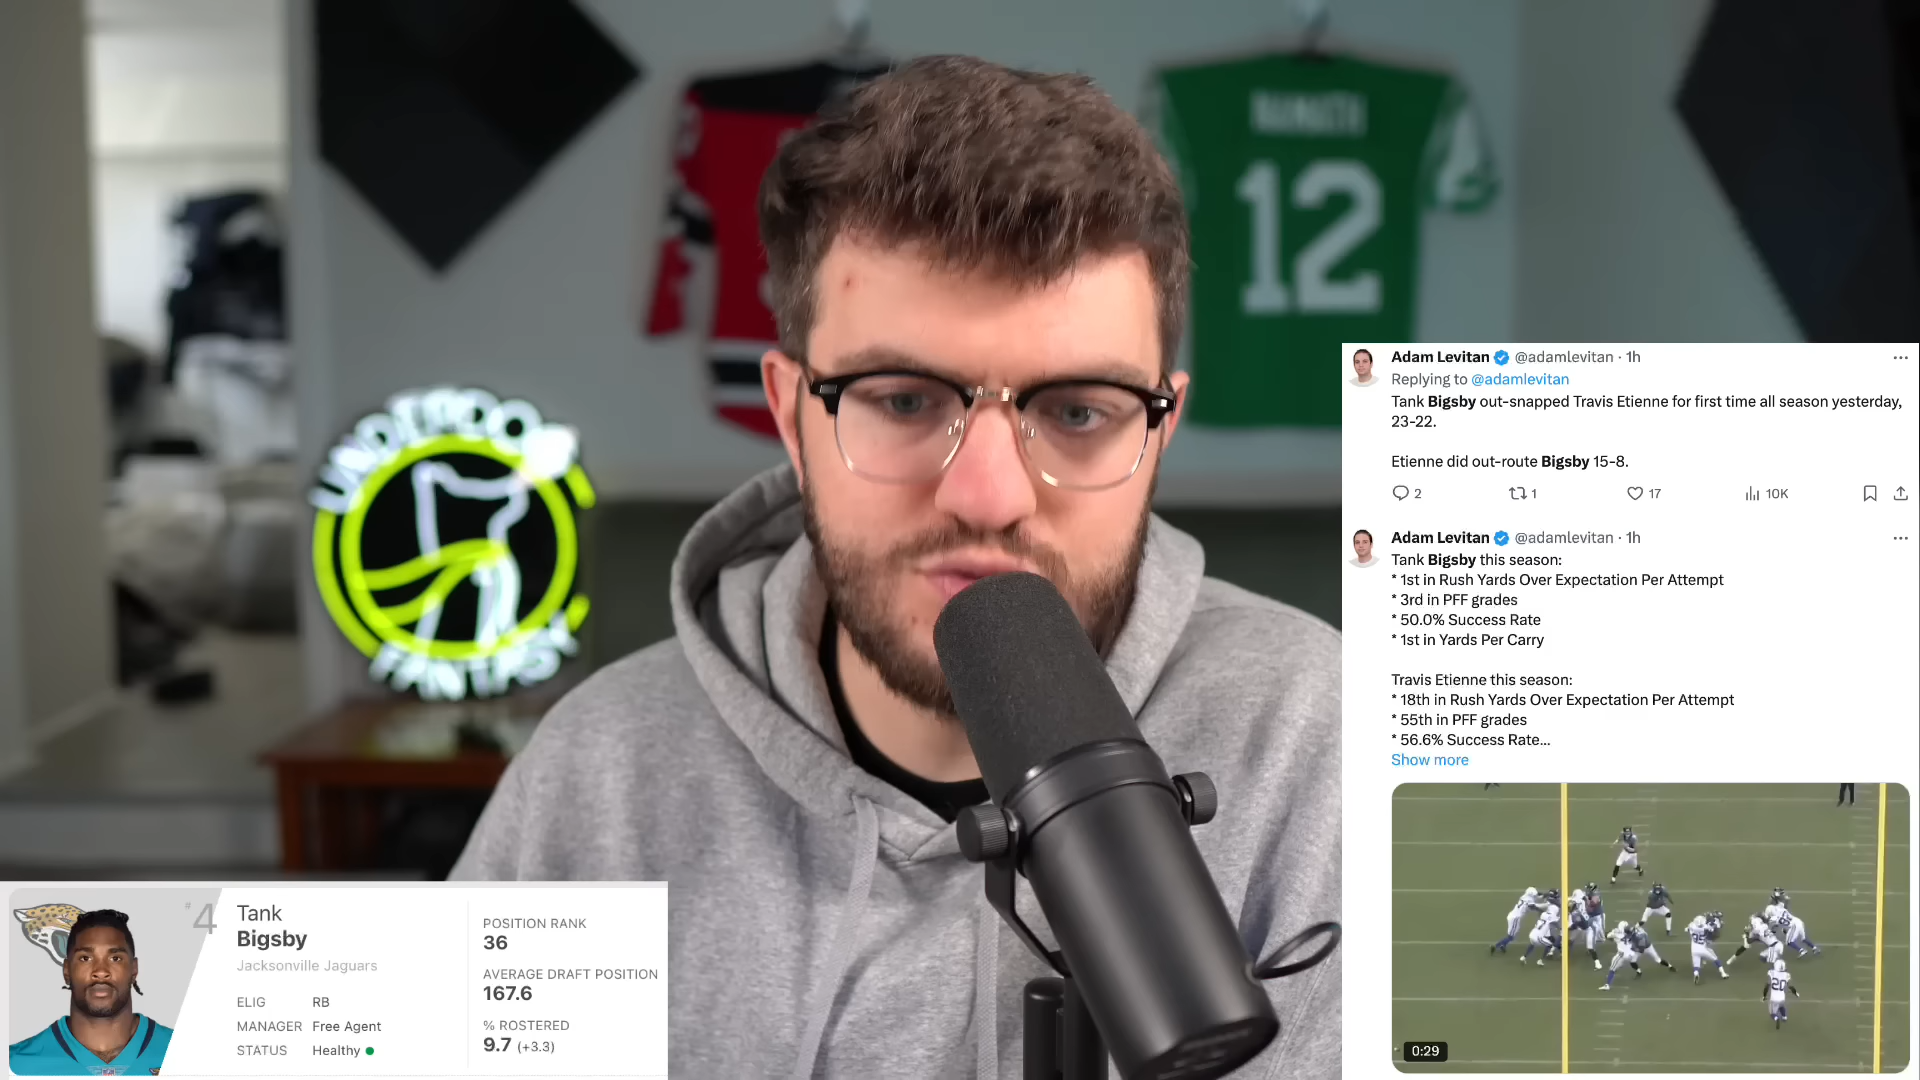 NAMATH
12
UNDERDOG
FANTASY
Adam Levitan @adamlevitan · 1h
Replying to @adamlevitan
Tank Bigsby out-snapped Travis Etienne for first time all season yesterday,
23-22.
Etienne did out-route Bigsby 15-8.
2 1 17 10K
Adam Levitan @adamlevitan · 1h
Tank Bigsby this season:
* 1st in Rush Yards Over Expectation Per Attempt
* 3rd in PFF grades
* 50.0% Success Rate
* 1st in Yards Per Carry
Travis Etienne this season:
* 18th in Rush Yards Over Expectation Per Attempt
* 55th in PFF grades
* 56.6% Success Rate...
Show more
20
0:29
#4
Tank
Bigsby
Jacksonville Jaguars
ELIG RB
MANAGER Free Agent
STATUS Healthy
POSITION RANK
36
AVERAGE DRAFT POSITION
167.6
% ROSTERED
9.7 (+3.3)